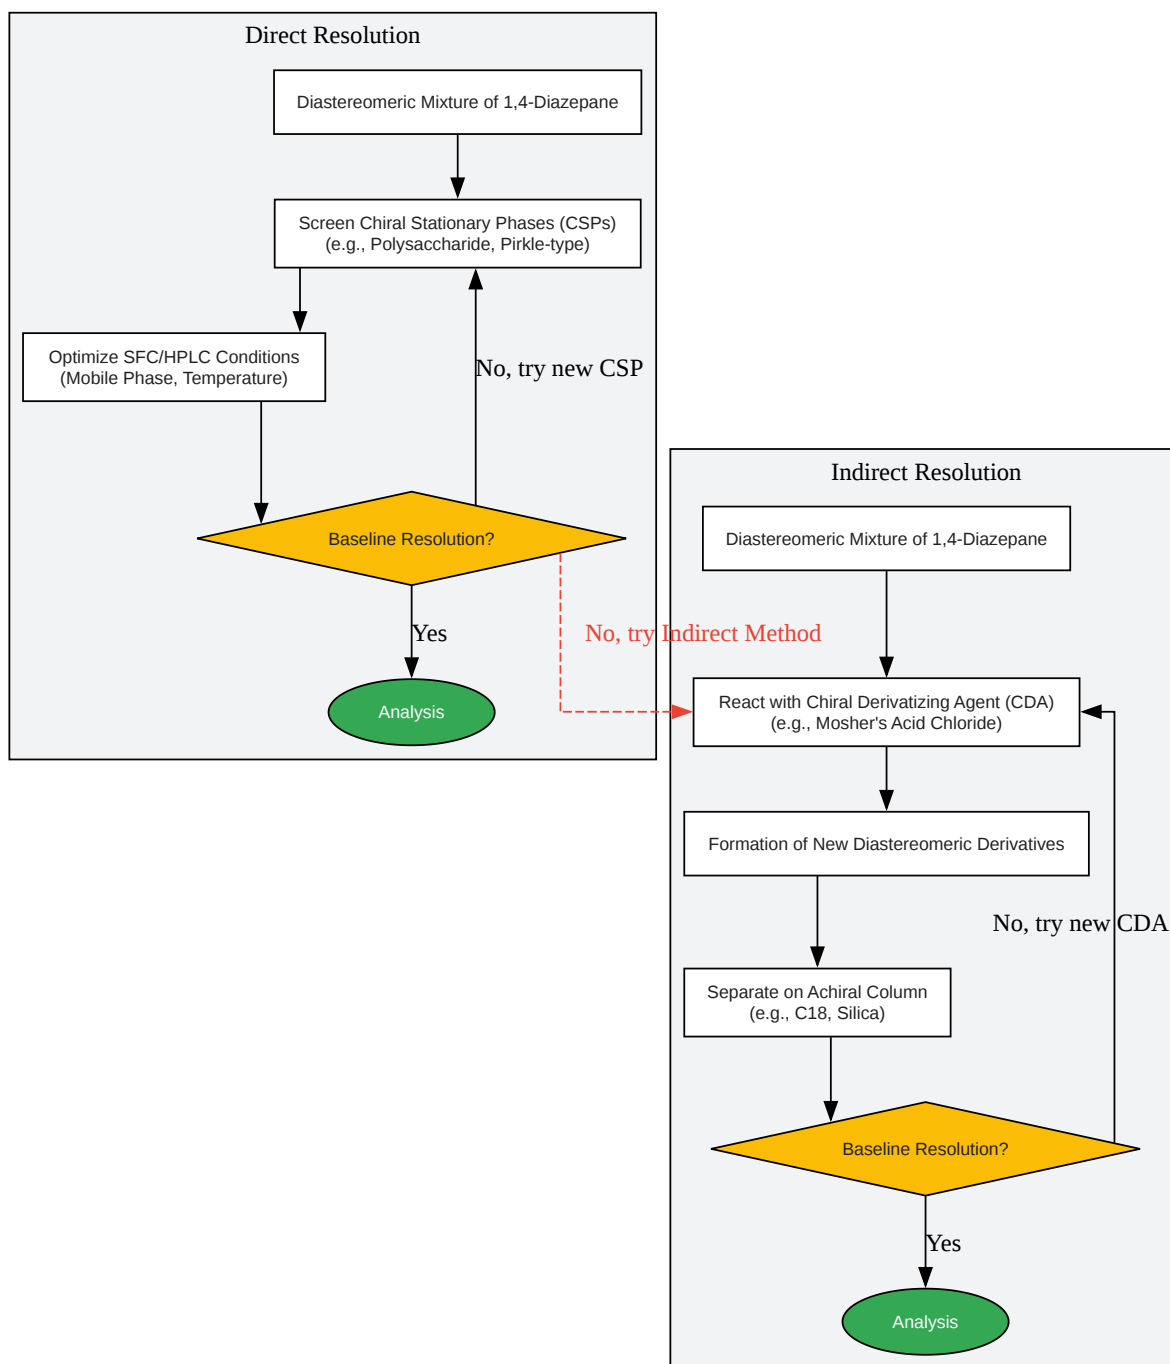 Direct Resolution
Diastereomeric Mixture of 1,4-Diazepane
Screen Chiral Stationary Phases (CSPs)
(e.g., Polysaccharide, Pirkle-type)
Optimize SFC/HPLC Conditions
(Mobile Phase, Temperature)
No, try new CSP
Baseline Resolution?
Yes
No, try Indirect Method
Analysis
Indirect Resolution
Diastereomeric Mixture of 1,4-Diazepane
React with Chiral Derivatizing Agent (CDA)
(e.g., Mosher's Acid Chloride)
Formation of New Diastereomeric Derivatives
No, try new CDA
Separate on Achiral Column
(e.g., C18, Silica)
Baseline Resolution?
Yes
Analysis